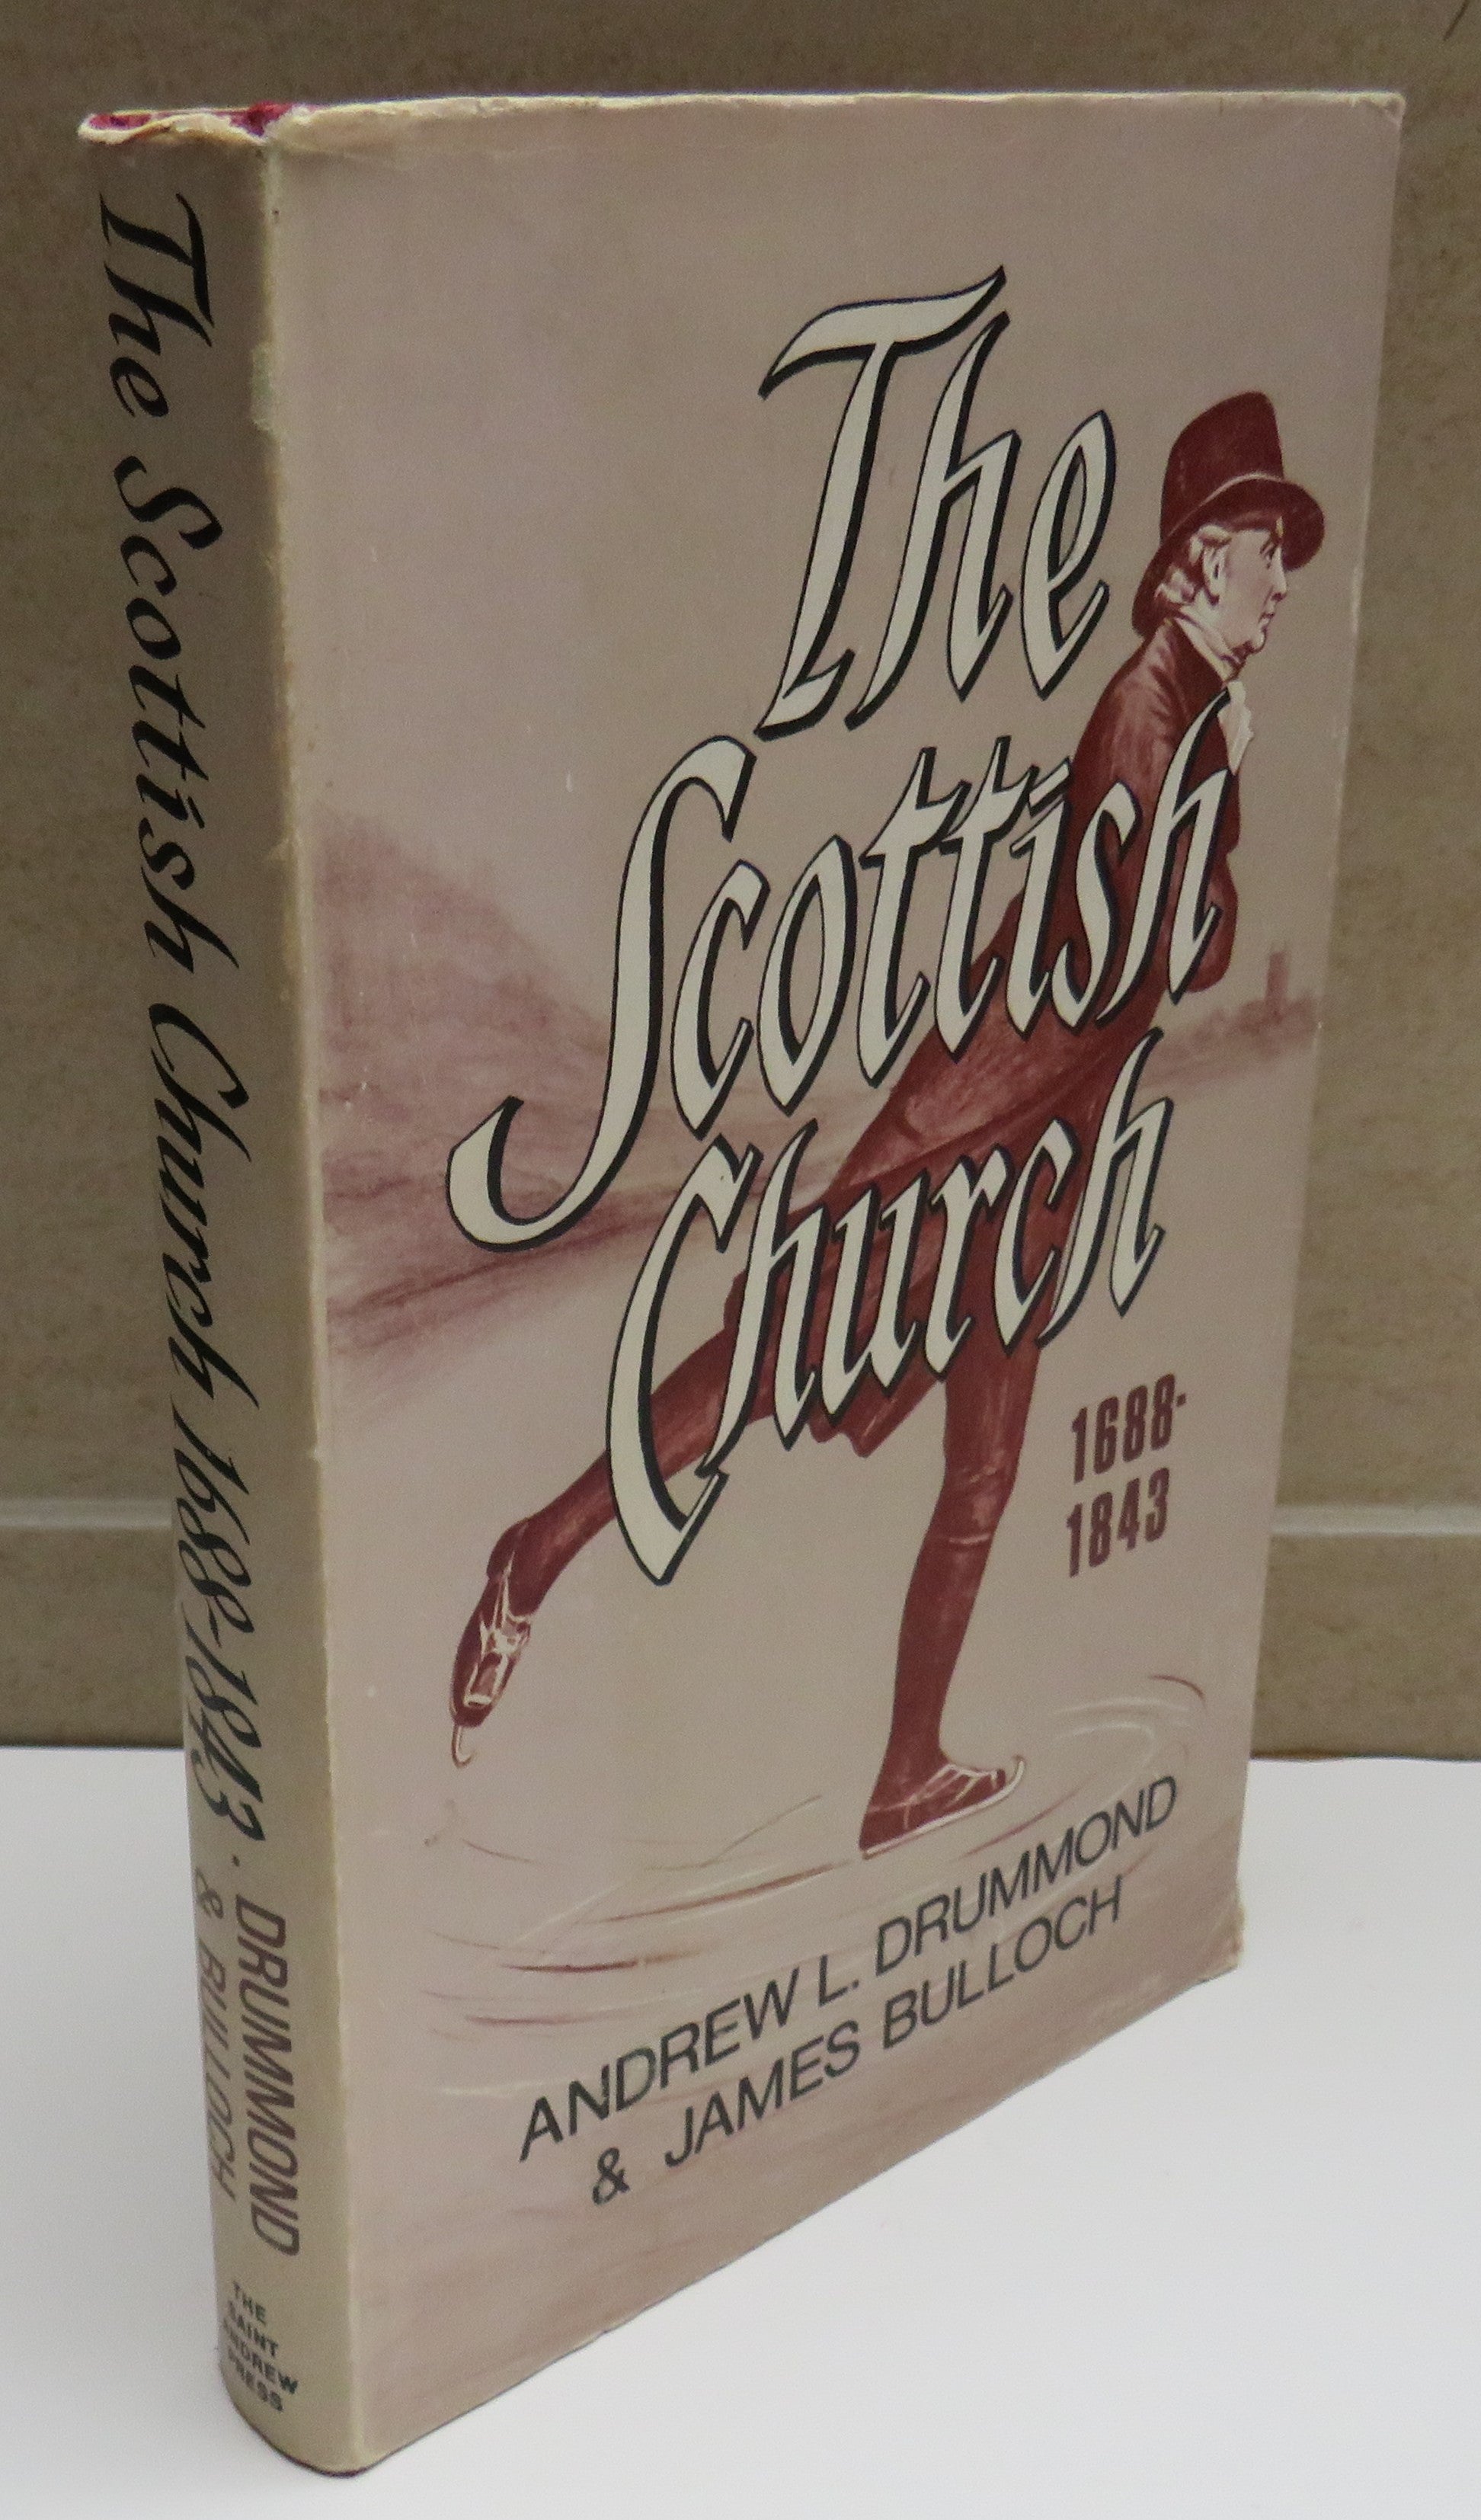 The Scottish Church 1688-1843 · DRUMMOND
& BULLOCH
THE
SAINT
ANDREW
PRESS
The
Scottish
Church
1688-
1843
ANDREW L. DRUMMOND
& JAMES BULLOCH